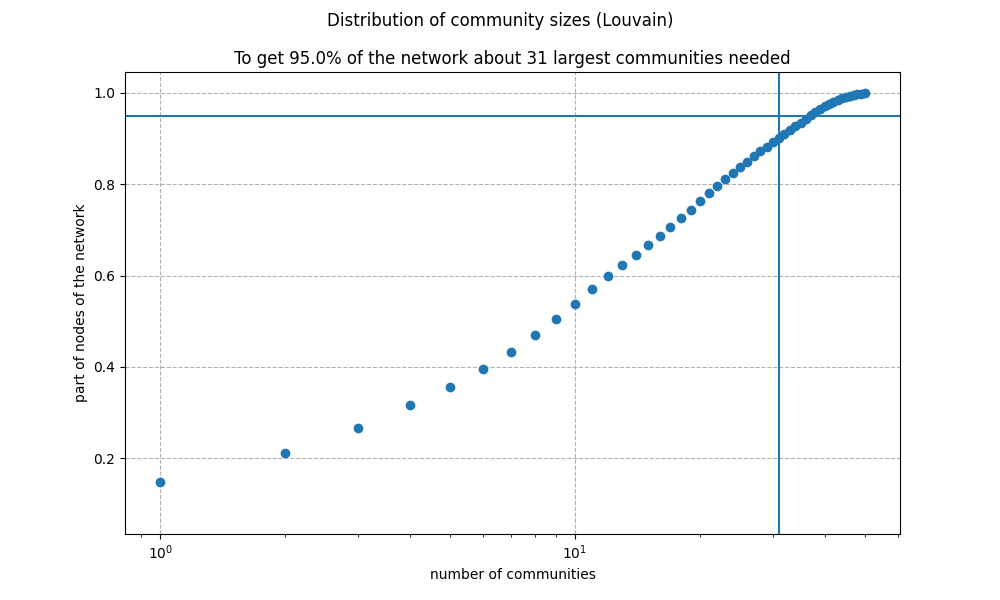 Distribution of community sizes (Louvain)
To get 95.0% of the network about 31 largest communities needed
1.0
0.8
0.6
0.4
0.2
part of nodes of the network
10⁰
10¹
number of communities